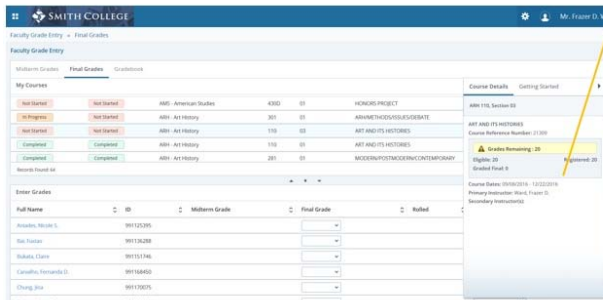 SMITH COLLEGE
Mr. Frazer D. W
Faculty Grade Entry • Final Grades
Faculty Grade Entry
Midterm Grades Final Grades Gradebook
My Courses
Not Started Not Started AMS - American Studies 430D 01 HONORS PROJECT
In Progress Not Started ARH - Art History 301 01 ARH/METHODS/ISSUES/DEBATE
Not Started Not Started ARH - Art History 110 03 ART AND ITS HISTORIES
Completed Completed ARH - Art History 110 01 ART AND ITS HISTORIES
Completed Completed ARH - Art History 281 01 MODERN/POSTMODERN/CONTEMPORARY
Records Found:
Enter Grades
Full Name ID Midterm Grade Final Grade Rolled
991125395
991136288
Claire 991151746
Carvalho, Fernanda D. 991168450
Chung, Jina 991170075
Course Details Getting Started
ARH 110, Section 03
ART AND ITS HISTORIES
Course Reference Number: 21300
Grades Remaining : 20
Eligible: 20 Registered: 20
Graded Final: 0
Course Dates: 09/08/2016 - 12/22/2016
Primary Instructor: Ward, Frazer D.
Secondary Instructor(s):